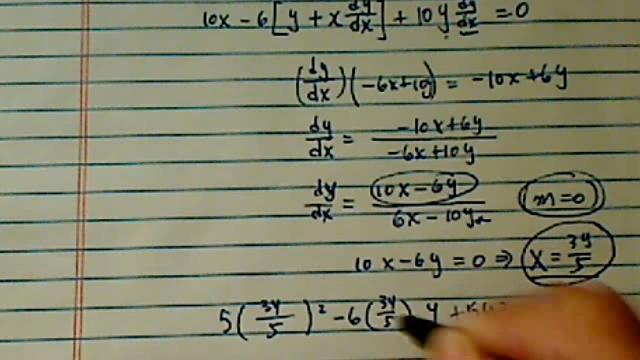 10x - 6[y + x dy/dx] + 10y dy/dx = 0
(dy/dx)(-6x+10y) = -10x+6y
dy/dx = -10x+6y / -6x+10y
dy/dx = 10x-6y / 6x-10y m=0
10x-6y=0 ⇒ x = 3y/5
5(3y/5)² - 6(3y/5) y +